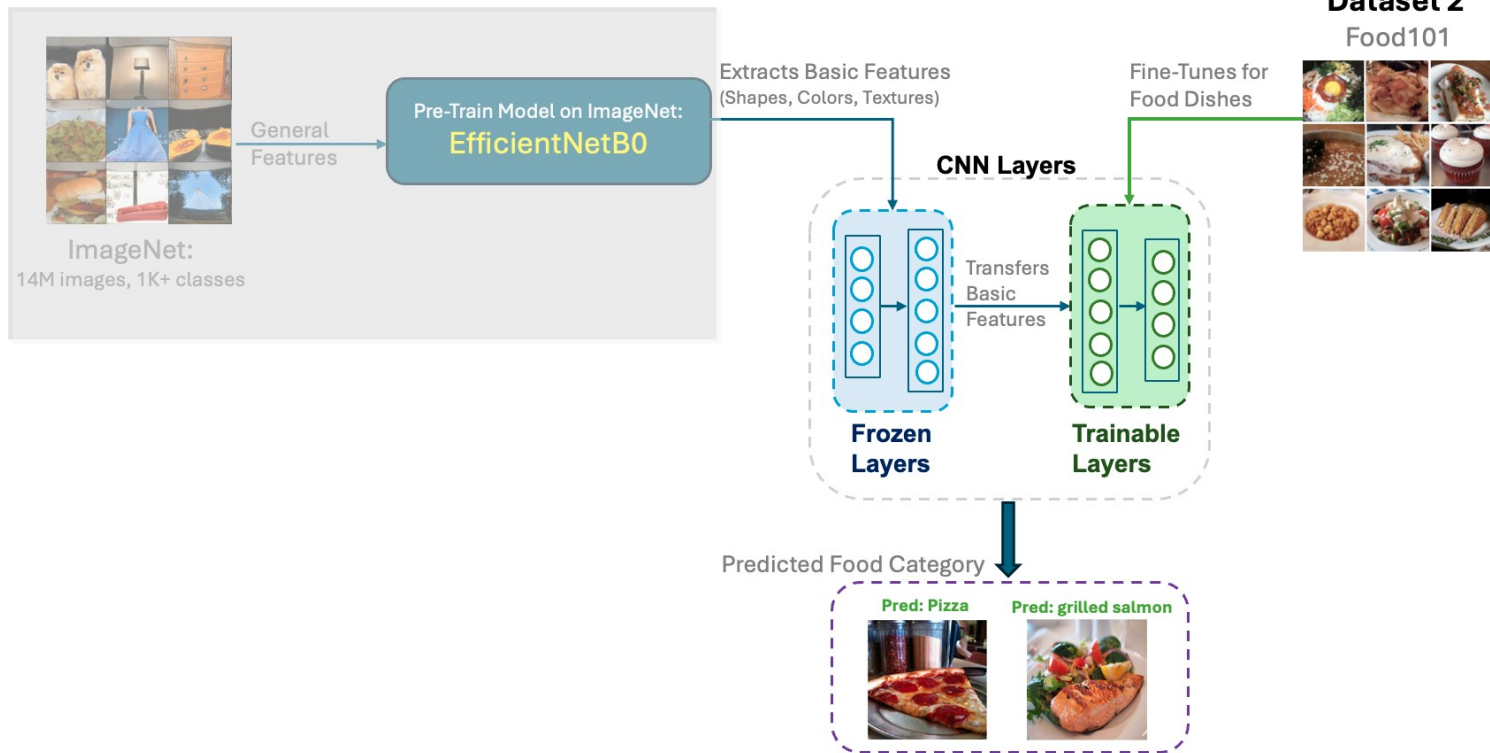 Dataset 2
Food101
ImageNet:
14M images, 1K+ classes
General
Features
Pre-Train Model on ImageNet:
EfficientNetB0
Extracts Basic Features
(Shapes, Colors, Textures)
Fine-Tunes for
Food Dishes
CNN Layers
Transfers
Basic
Features
Frozen
Layers
Trainable
Layers
Predicted Food Category
Pred: Pizza
Pred: grilled salmon